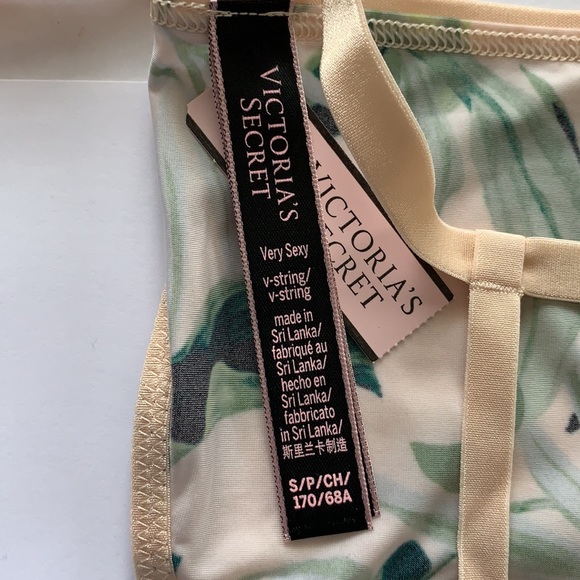 VICTORIA'S
SECRET
Very Sexy
v-string/
v-string
made in
Sri Lanka/
fabriqué au
Sri Lanka/
hecho en
Sri Lanka/
fabbricato
in Sri Lanka/
斯里兰卡制造
S/P/CH/
170/68A
VICTORIA'S
ECRET